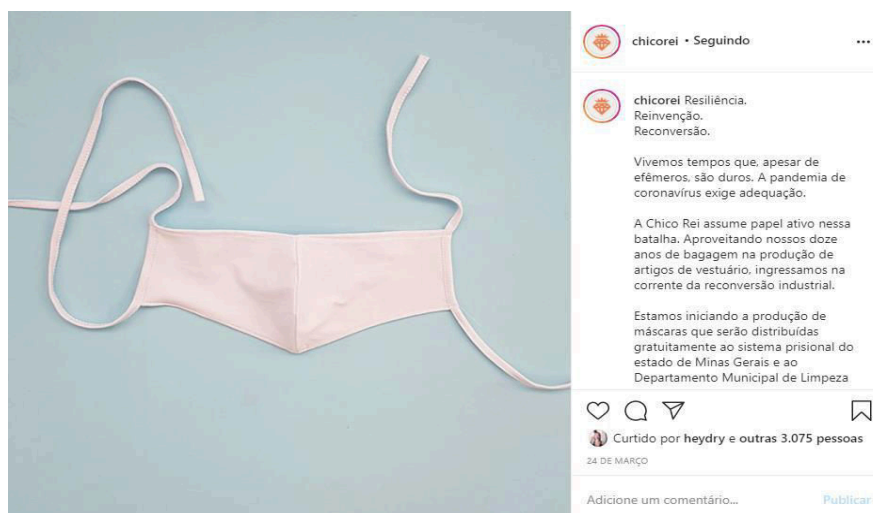 chicorei • Seguindo
chicorei Resiliência.
Reinvenção.
Reconversão.
Vivemos tempos que, apesar de
efêmeros, são duros. A pandemia de
coronavírus exige adequação.
A Chico Rei assume papel ativo nessa
batalha. Aproveitando nossos doze
anos de bagagem na produção de
artigos de vestuário, ingressamos na
corrente da reconversão industrial.
Estamos iniciando a produção de
máscaras que serão distribuídas
gratuitamente ao sistema prisional do
estado de Minas Gerais e ao
Departamento Municipal de Limpeza
Curtido por heydry e outras 3.075 pessoas
24 DE MARÇO
Adicione um comentário... Publicar